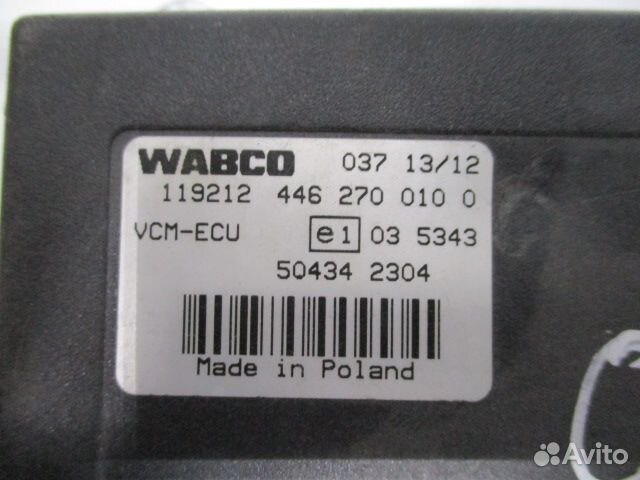 WABCO 037 13/12
119212 446 270 010 0
VCM-ECU e1 03 5343
50434 2304
Made in Poland
Avito